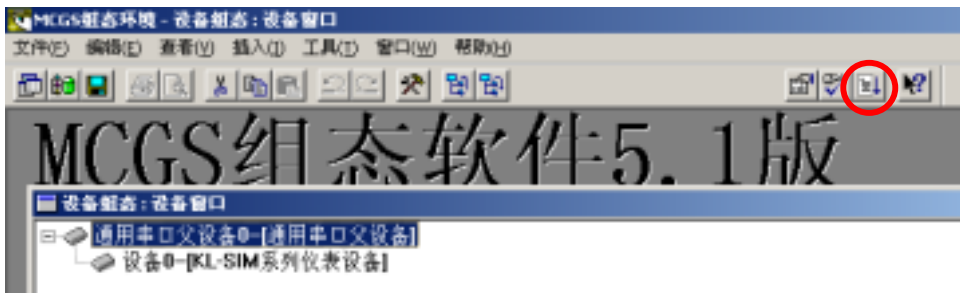 MCGS组态环境 - 设备组态：设备窗口
文件(F) 编辑(E) 查看(V) 插入(I) 工具(T) 窗口(W) 帮助(H)
MCGS组态软件5.1版
设备组态：设备窗口
通用串口父设备0-[通用串口父设备]
设备0-[KL-SIM系列仪表设备]